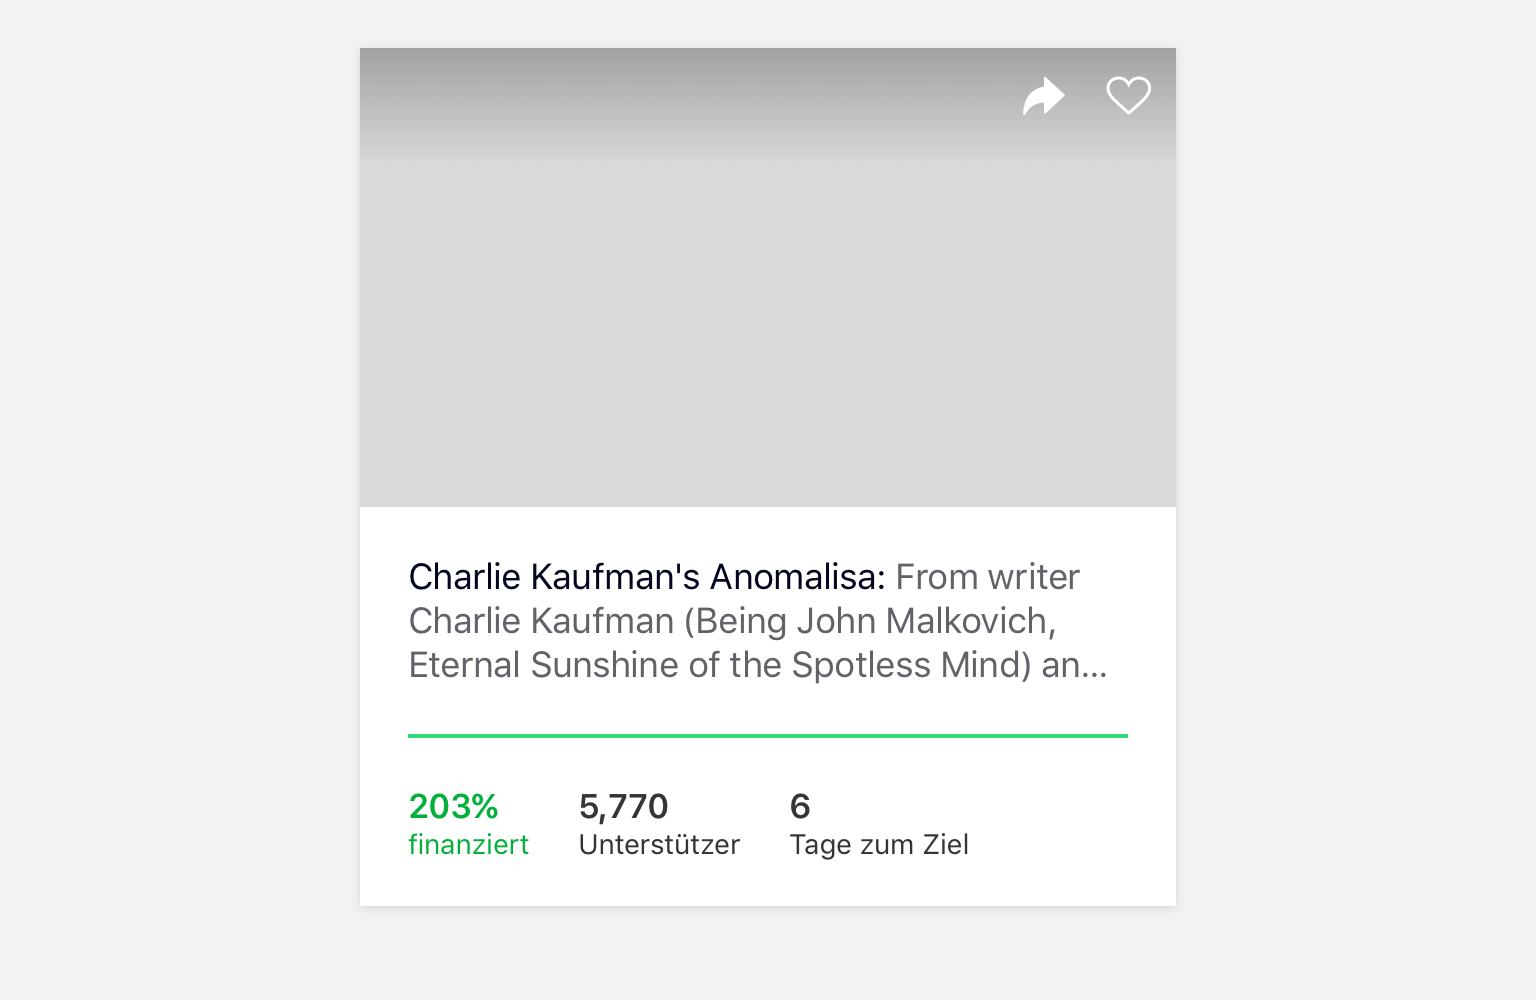 Charlie Kaufman's Anomalisa: From writer
Charlie Kaufman (Being John Malkovich,
Eternal Sunshine of the Spotless Mind) an...
203%
finanziert
5,770
Unterstützer
6
Tage zum Ziel